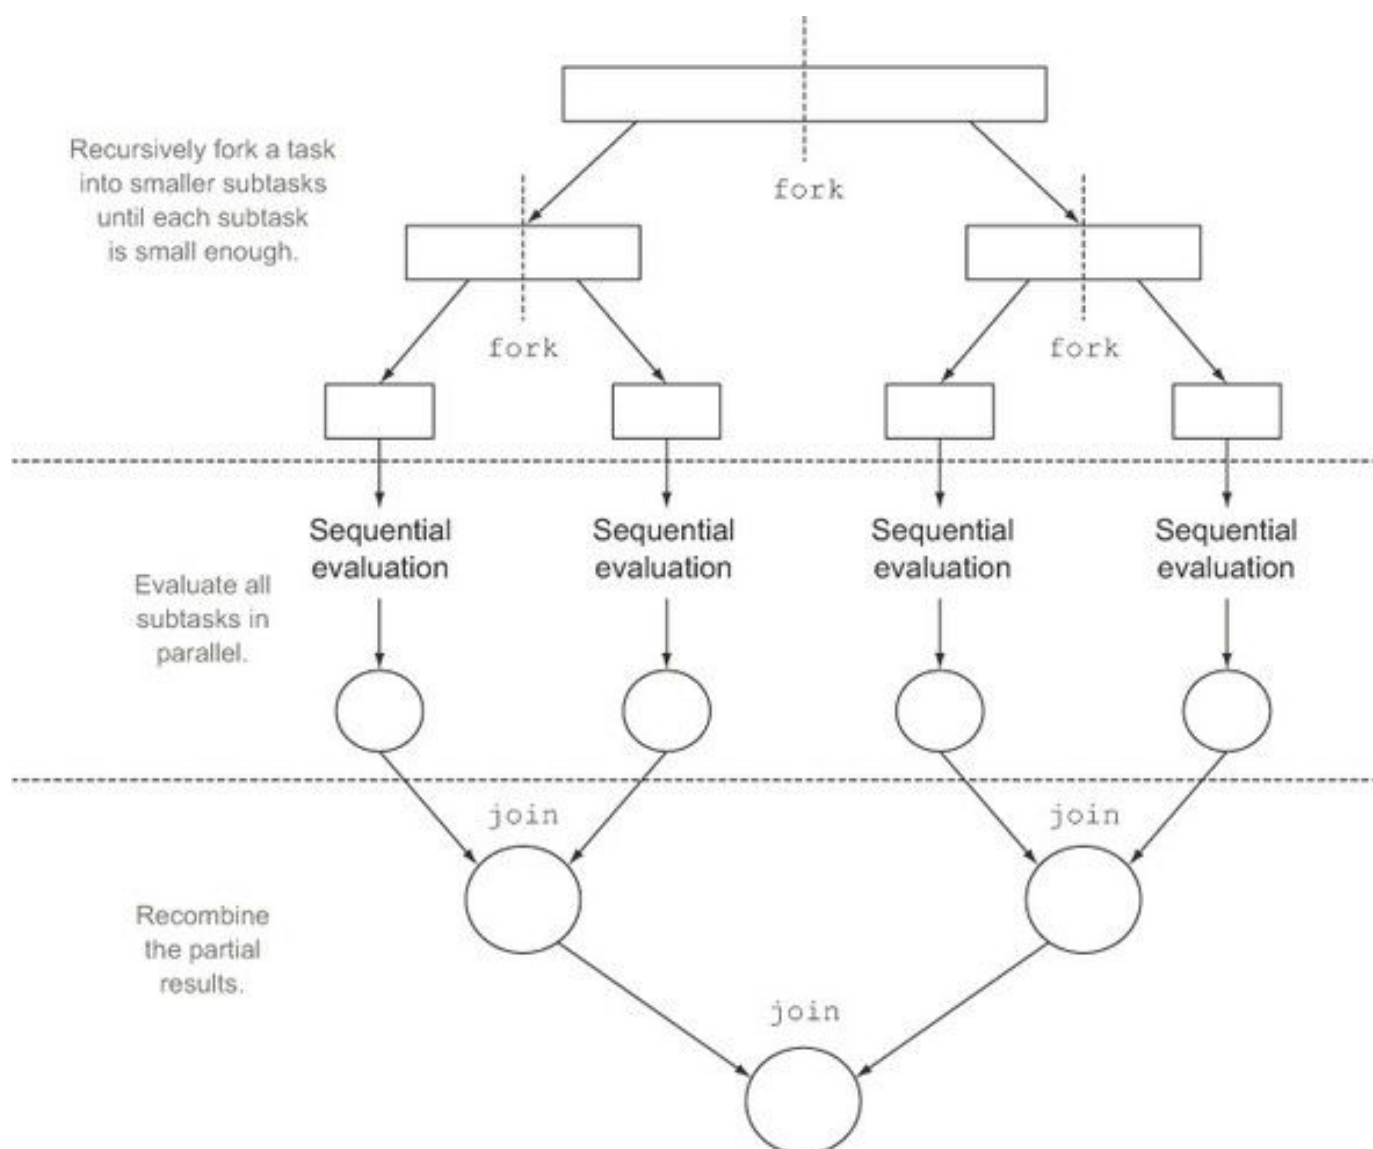 Recursively fork a task
into smaller subtasks
until each subtask
is small enough.
fork
fork
fork
Sequential
evaluation
Sequential
evaluation
Sequential
evaluation
Sequential
evaluation
Evaluate all
subtasks in
parallel.
join
join
Recombine
the partial
results.
join